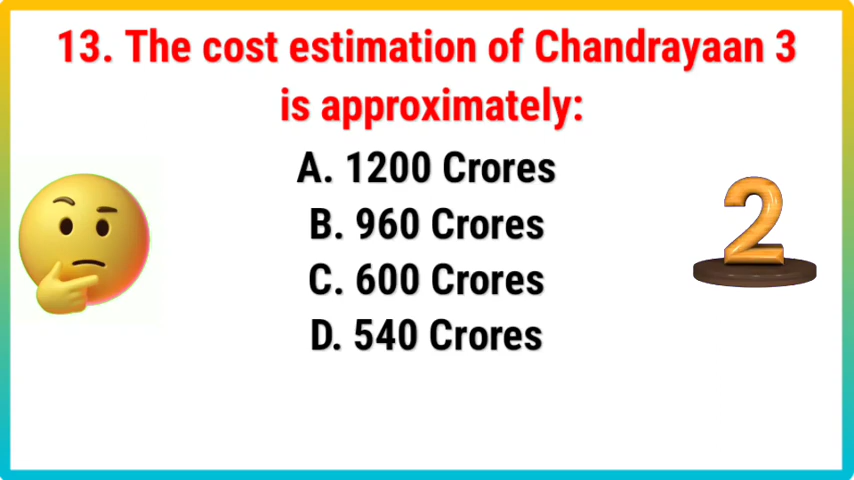 13. The cost estimation of Chandrayaan 3
is approximately:
A. 1200 Crores
B. 960 Crores
C. 600 Crores
D. 540 Crores
2